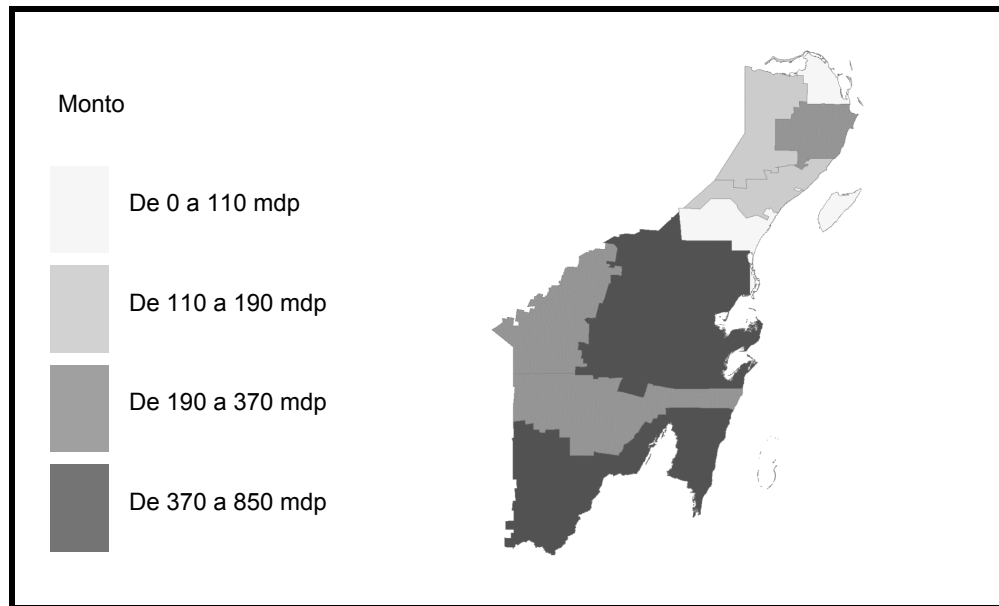 Monto
De 0 a 110 mdp
De 110 a 190 mdp
De 190 a 370 mdp
De 370 a 850 mdp